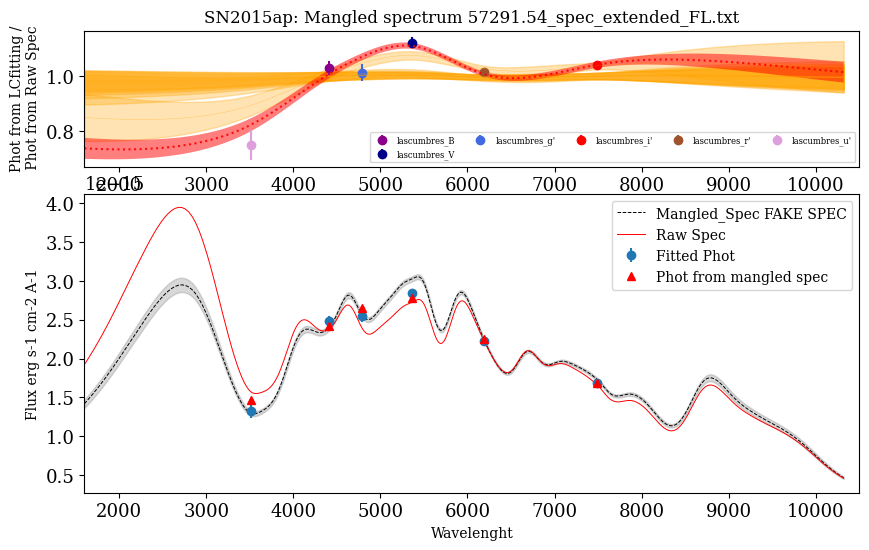 SN2015ap: Mangled spectrum 57291.54_spec_extended_FL.txt
Phot from LCfitting /
Phot from Raw Spec
1.0
0.8
lascumbres_B
lascumbres_V
lascumbres_g'
lascumbres_i'
lascumbres_r'
lascumbres_u'
2000 3000 4000 5000 6000 7000 8000 9000 10000
1e−15
Flux erg s-1 cm-2 A-1
4.0
3.5
3.0
2.5
2.0
1.5
1.0
0.5
Mangled_Spec FAKE SPEC
Raw Spec
Fitted Phot
Phot from mangled spec
2000 3000 4000 5000 6000 7000 8000 9000 10000
Wavelenght